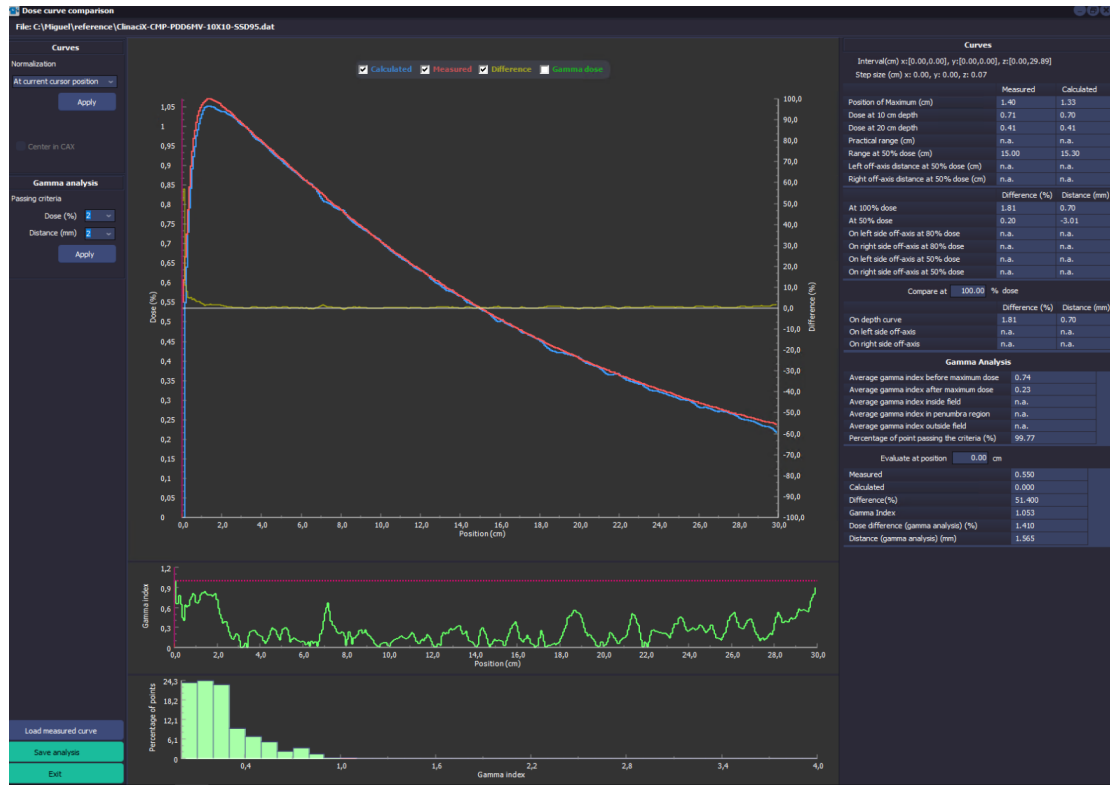 Dose curve comparison
File: C:\Miguel\reference\ClinaciX-CMP-PDD6MV-10X10-SSD95.dat
Curves
Normalization
At current cursor position
Apply
Center in CAX
Gamma analysis
Passing criteria
Dose (%) 2
Distance (mm) 2
Apply
Load measured curve
Save analysis
Exit
Calculated Measured Difference Gamma dose
Dose (%)
1,05
1
0,95
0,9
0,85
0,8
0,75
0,7
0,65
0,6
0,55
0,5
0,45
0,4
0,35
0,3
0,25
0,2
0,15
0,1
0,05
0
0,0 2,0 4,0 6,0 8,0 10,0 12,0 14,0 16,0 18,0 20,0 22,0 24,0 26,0 28,0 30,0
Position(cm)
100,0
90,0
80,0
70,0
60,0
50,0
40,0
30,0
20,0
10,0
0,0
-10,0
-20,0
-30,0
-40,0
-50,0
-60,0
-70,0
-80,0
-90,0
-100,0
Difference (%)
Gamma index
1,2
0,9
0,6
0,3
0
0,0 2,0 4,0 6,0 8,0 10,0 12,0 14,0 16,0 18,0 20,0 22,0 24,0 26,0 28,0 30,0
Position(cm)
Percentage of points
24,3
18,2
12,1
6,1
0
0,4 1,0 1,6 2,2 2,8 3,4 4,0
Gamma index
Curves
Interval(cm) x:[0.00,0.00], y:[0.00,0.00], z:[0.00,29.89]
Step size (cm) x: 0.00, y: 0.00, z: 0.07
Measured Calculated
Position of Maximum (cm) 1.40 1.33
Dose at 10 cm depth 0.71 0.70
Dose at 20 cm depth 0.41 0.41
Practical range (cm) n.a. n.a.
Range at 50% dose (cm) 15.00 15.30
Left off-axis distance at 50% dose (cm) n.a. n.a.
Right off-axis distance at 50% dose (cm) n.a. n.a.
Difference (%) Distance (mm)
At 100% dose 1.81 0.70
At 50% dose 0.20 -3.01
On left side off-axis at 80% dose n.a. n.a.
On right side off-axis at 80% dose n.a. n.a.
On left side off-axis at 50% dose n.a. n.a.
On right side off-axis at 50% dose n.a. n.a.
Compare at 100.00 % dose
Difference (%) Distance (mm)
On depth curve 1.81 0.70
On left side off-axis n.a. n.a.
On right side off-axis n.a. n.a.
Gamma Analysis
Average gamma index before maximum dose 0.74
Average gamma index after maximum dose 0.23
Average gamma index inside field n.a.
Average gamma index in penumbra region n.a.
Average gamma index outside field n.a.
Percentage of point passing the criteria (%) 99.77
Evaluate at position 0.00 cm
Measured 0.550
Calculated 0.000
Difference(%) 51.400
Gamma Index 1.053
Dose difference (gamma analysis) (%) 1.410
Distance (gamma analysis) (mm) 1.565